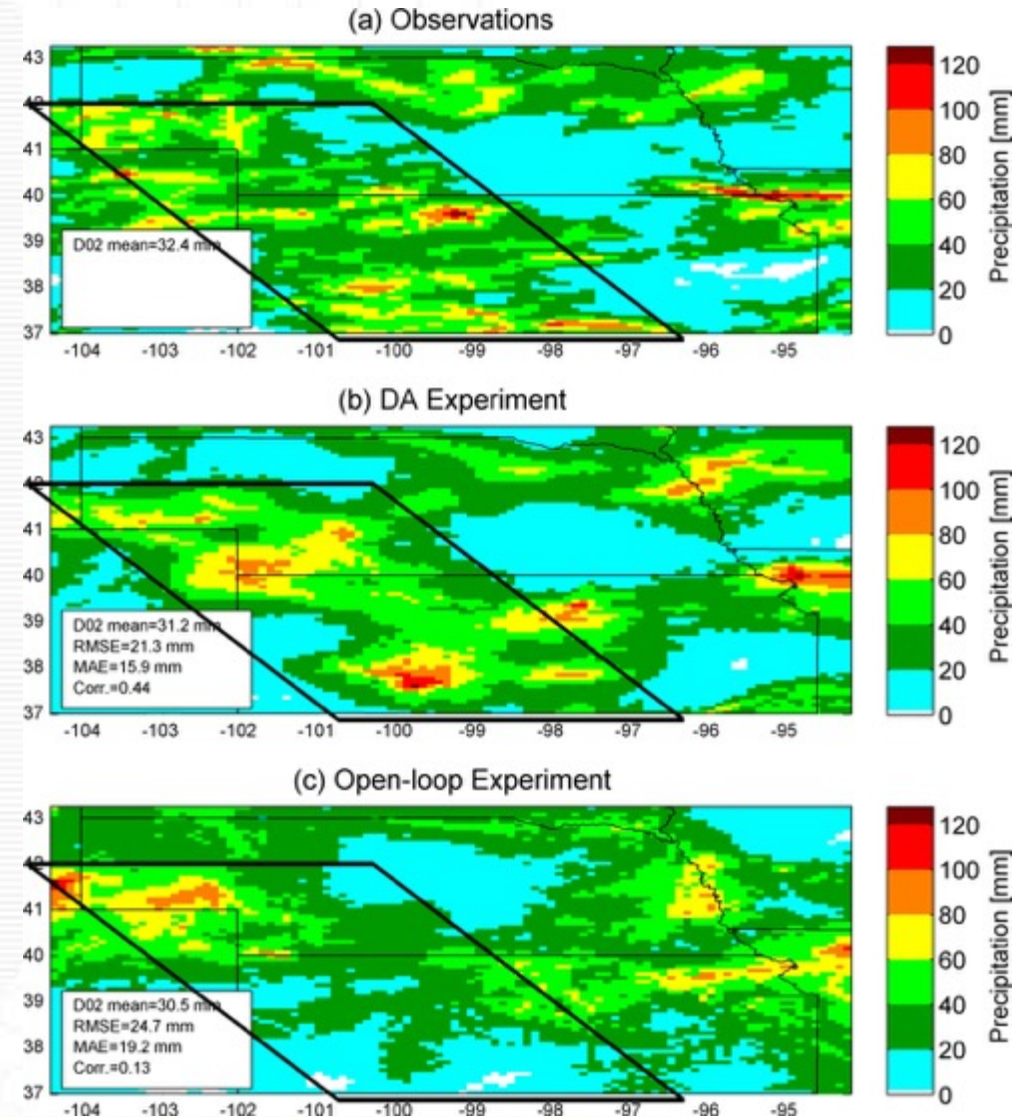 (a) Observations
43
42
41
40
39
38
37
D02 mean=32.4 mm
-104 -103 -102 -101 -100 -99 -98 -97 -96 -95
120
100
80
60
40
20
0
Precipitation [mm]
(b) DA Experiment
43
42
41
40
39
38
37
D02 mean=31.2 mm
RMSE=21.3 mm
MAE=15.9 mm
Corr.=0.44
-104 -103 -102 -101 -100 -99 -98 -97 -96 -95
120
100
80
60
40
20
0
Precipitation [mm]
(c) Open-loop Experiment
43
42
41
40
39
38
37
D02 mean=30.5 mm
RMSE=24.7 mm
MAE=19.2 mm
Corr.=0.13
-104 -103 -102 -101 -100 -99 -98 -97 -96 -95
120
100
80
60
40
20
0
Precipitation [mm]